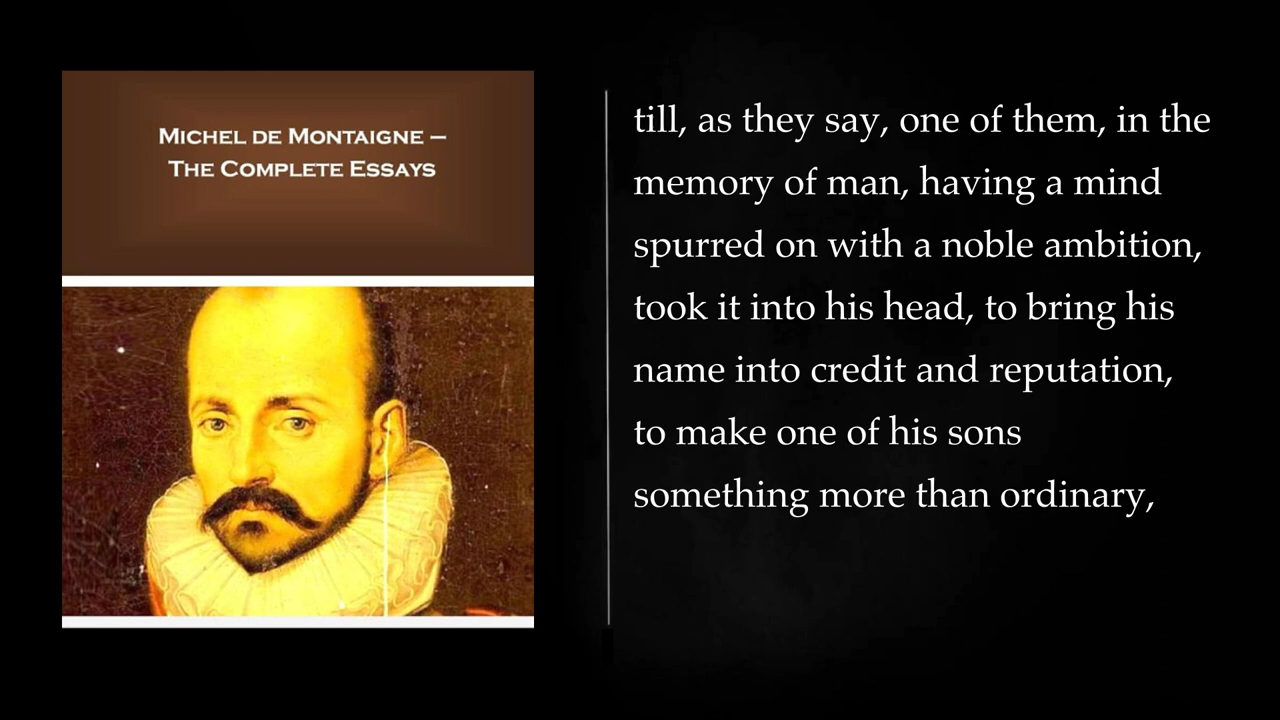 MICHEL DE MONTAIGNE –
THE COMPLETE ESSAYS
till, as they say, one of them, in the
memory of man, having a mind
spurred on with a noble ambition,
took it into his head, to bring his
name into credit and reputation,
to make one of his sons
something more than ordinary,